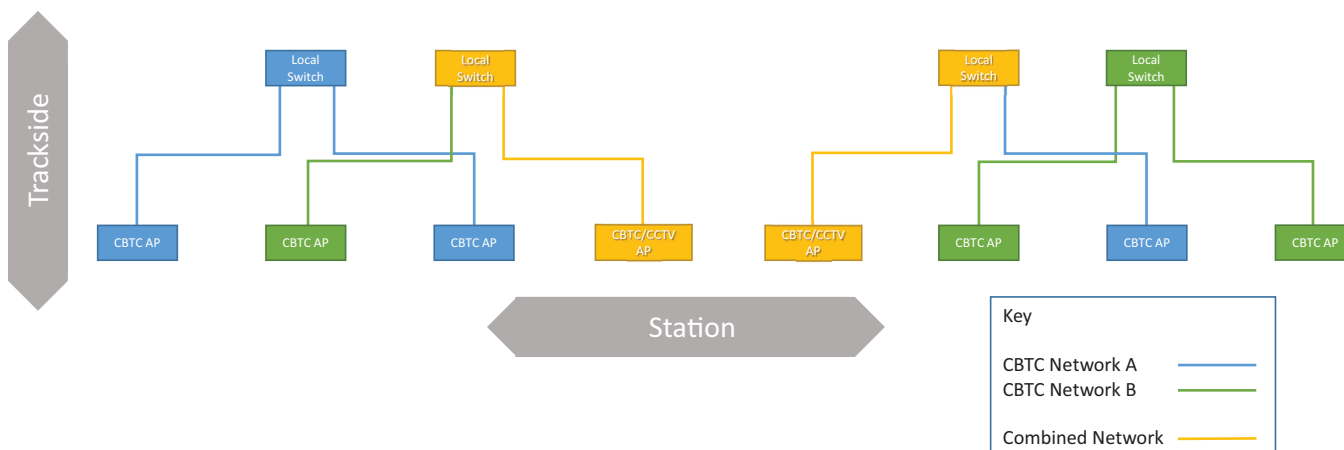 Trackside
Local
Switch
Local
Switch
Local
Switch
Local
Switch
CBTC AP
CBTC AP
CBTC AP
CBTC/CCTV
AP
CBTC/CCTV
AP
CBTC AP
CBTC AP
CBTC AP
Station
Key
CBTC Network A
CBTC Network B
Combined Network